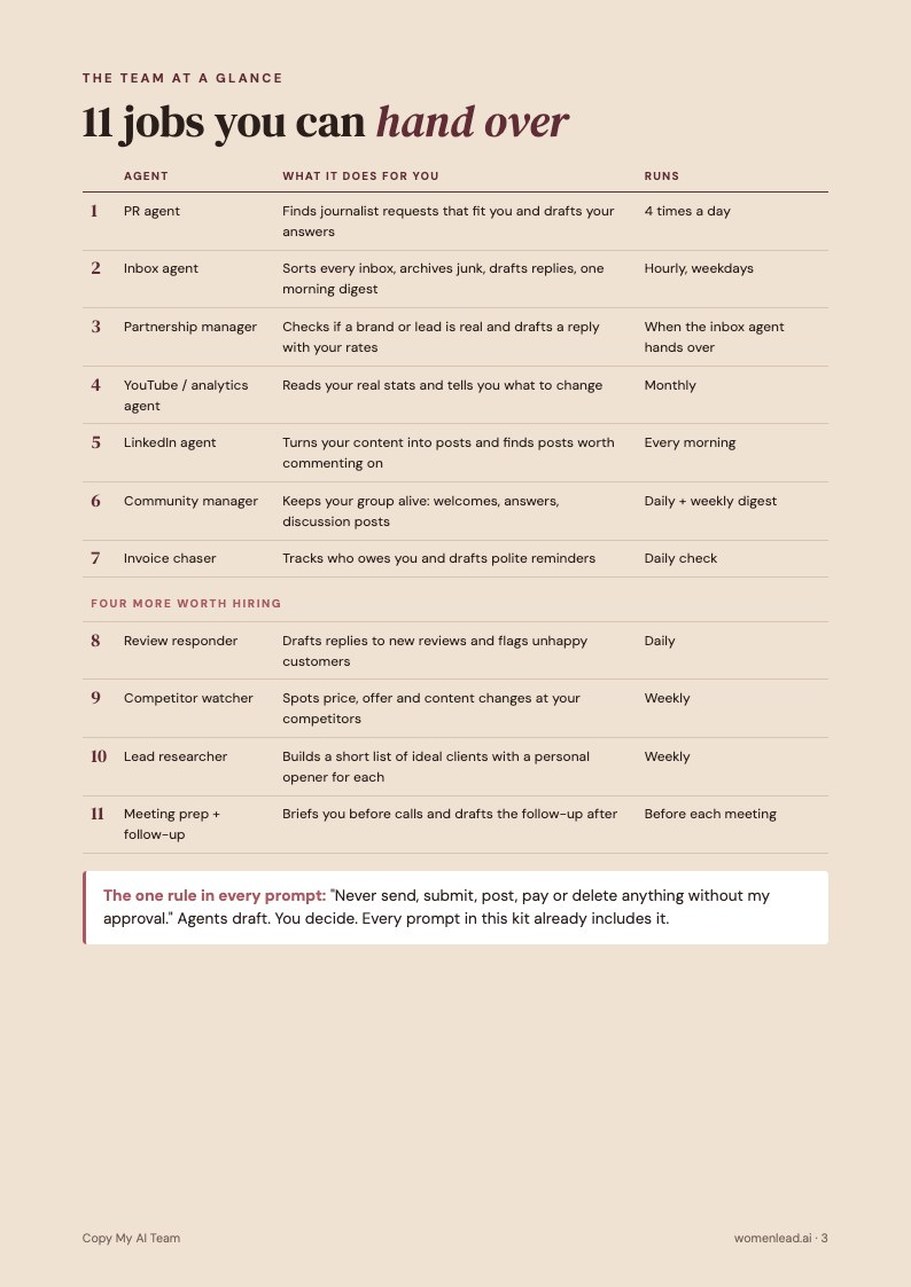 THE TEAM AT A GLANCE
11 jobs you can hand over
AGENT WHAT IT DOES FOR YOU RUNS
1 PR agent Finds journalist requests that fit you and drafts your 4 times a day
answers
2 Inbox agent Sorts every inbox, archives junk, drafts replies, one Hourly, weekdays
morning digest
3 Partnership manager Checks if a brand or lead is real and drafts a reply When the inbox agent
with your rates hands over
4 YouTube / analytics Reads your real stats and tells you what to change Monthly
agent
5 LinkedIn agent Turns your content into posts and finds posts worth Every morning
commenting on
6 Community manager Keeps your group alive: welcomes, answers, Daily + weekly digest
discussion posts
7 Invoice chaser Tracks who owes you and drafts polite reminders Daily check
FOUR MORE WORTH HIRING
8 Review responder Drafts replies to new reviews and flags unhappy Daily
customers
9 Competitor watcher Spots price, offer and content changes at your Weekly
competitors
10 Lead researcher Builds a short list of ideal clients with a personal Weekly
opener for each
11 Meeting prep + Briefs you before calls and drafts the follow-up after Before each meeting
follow-up
The one rule in every prompt: "Never send, submit, post, pay or delete anything without my
approval." Agents draft. You decide. Every prompt in this kit already includes it.
Copy My AI Team womenlead.ai · 3